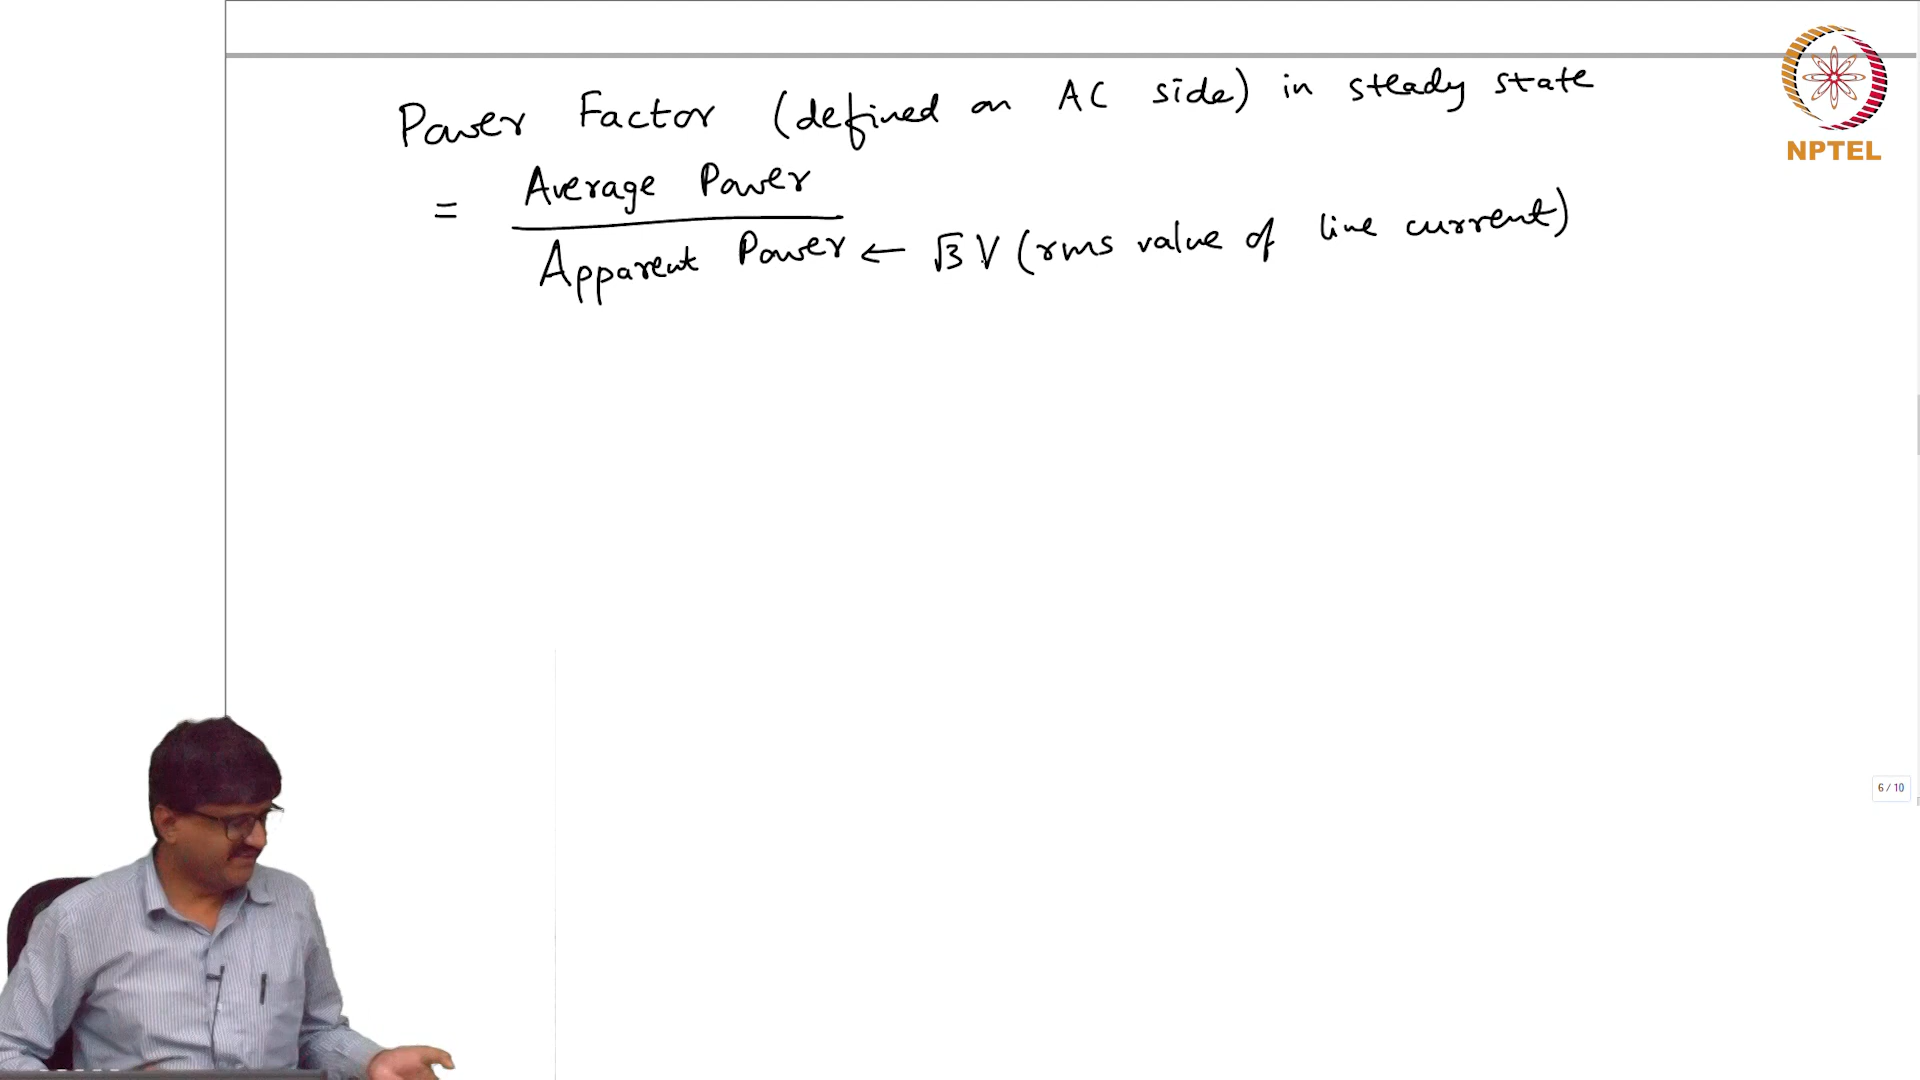 Power Factor (defined on AC side) in steady state
= Average Power
Apparent Power ← √3 V (rms value of line current)
NPTEL
6 / 10